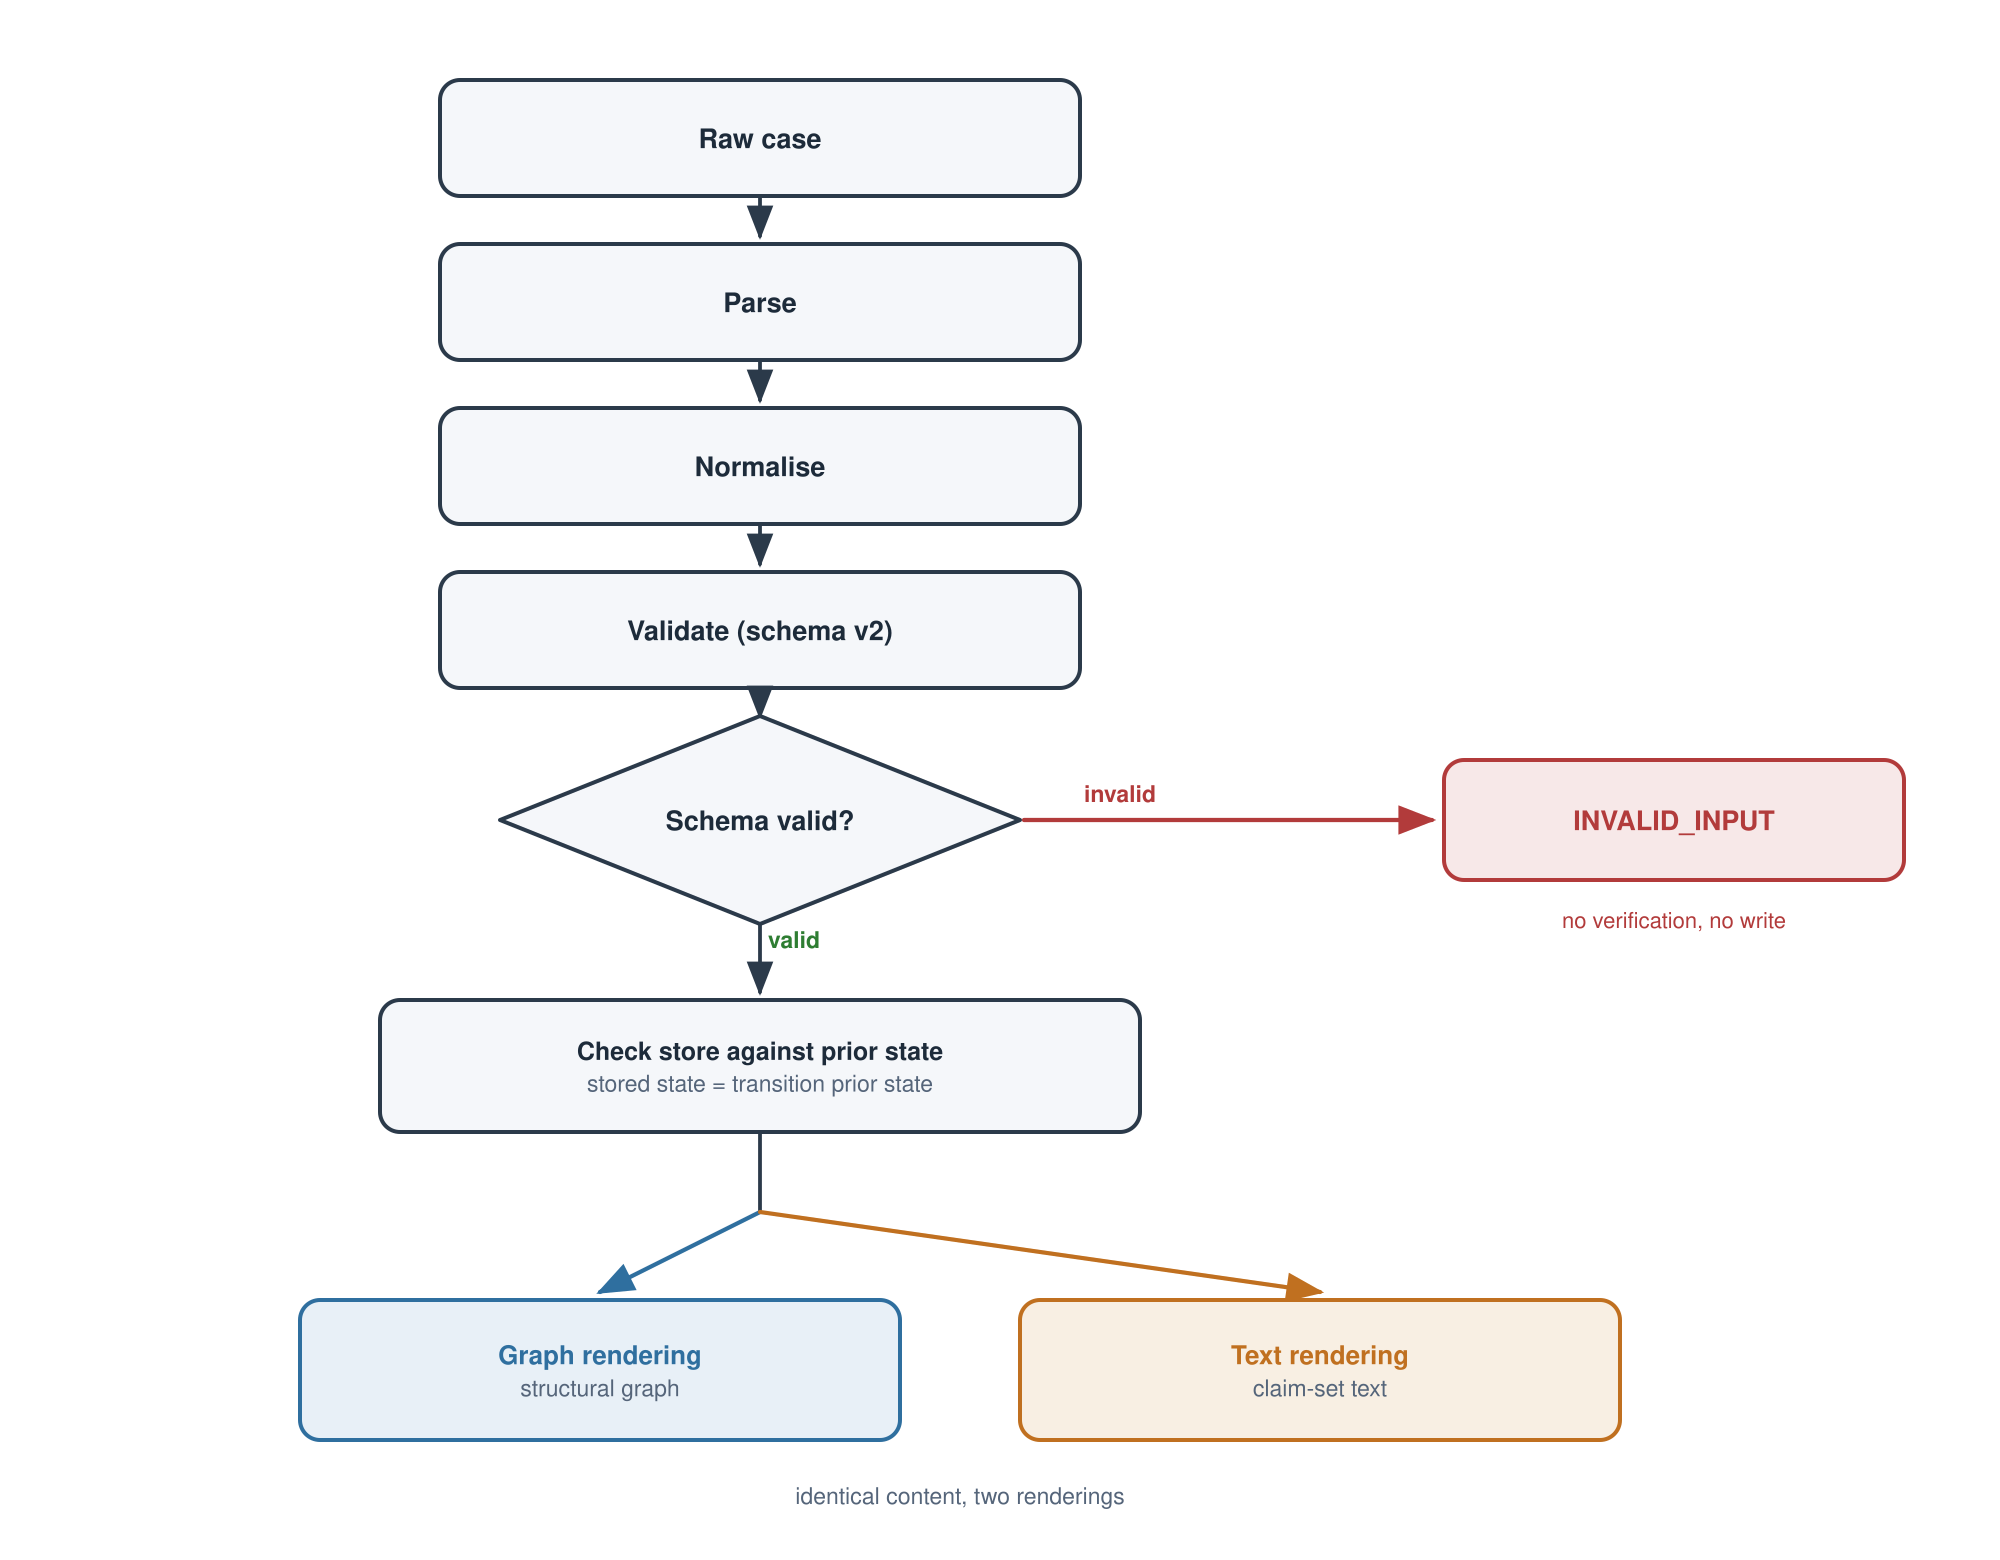 Raw case
Parse
Normalise
Validate (schema v2)
Schema valid?
invalid
INVALID_INPUT
no verification, no write
valid
Check store against prior state
stored state = transition prior state
Graph rendering
structural graph
Text rendering
claim-set text
identical content, two renderings